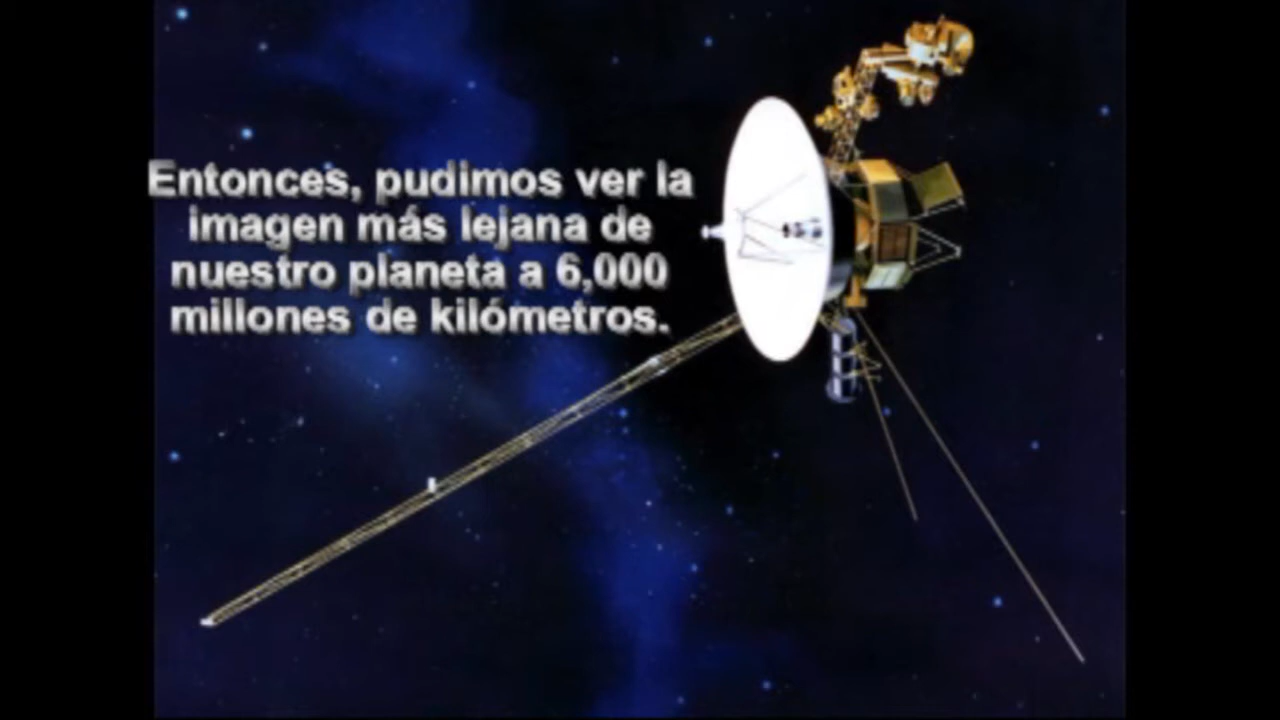 Entonces, pudimos ver la
imagen más lejana de
nuestro planeta a 6,000
millones de kilómetros.